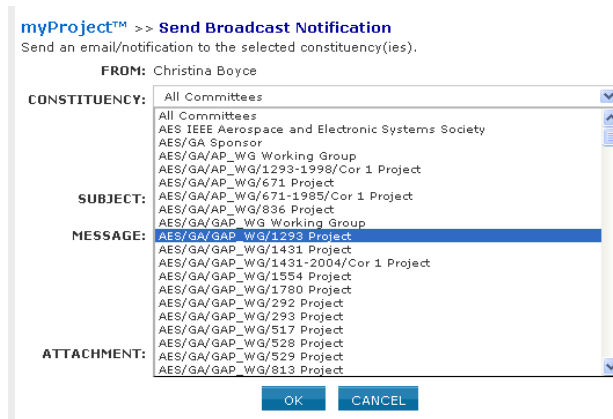 myProject™ >> Send Broadcast Notification
Send an email/notification to the selected constituency(ies).
FROM: Christina Boyce
CONSTITUENCY: All Committees
All Committees
AES IEEE Aerospace and Electronic Systems Society
AES/GA Sponsor
AES/GA/AP_WG Working Group
AES/GA/AP_WG/1293-1998/Cor 1 Project
AES/GA/AP_WG/671 Project
AES/GA/AP_WG/671-1985/Cor 1 Project
SUBJECT:
AES/GA/AP_WG/836 Project
AES/GA/GAP_WG Working Group
MESSAGE: AES/GA/GAP_WG/1293 Project
AES/GA/GAP_WG/1431 Project
AES/GA/GAP_WG/1431-2004/Cor 1 Project
AES/GA/GAP_WG/1554 Project
AES/GA/GAP_WG/1780 Project
AES/GA/GAP_WG/292 Project
AES/GA/GAP_WG/293 Project
AES/GA/GAP_WG/517 Project
AES/GA/GAP_WG/528 Project
ATTACHMENT: AES/GA/GAP_WG/529 Project
AES/GA/GAP_WG/813 Project
OK CANCEL